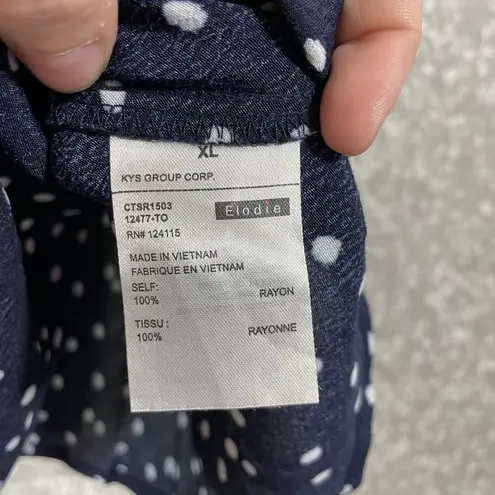 XL
KYS GROUP CORP.
CTSR1503
12477-TO
Elodie
RN# 124115
MADE IN VIETNAM
FABRIQUE EN VIETNAM
SELF:
100% RAYON
TISSU :
100% RAYONNE